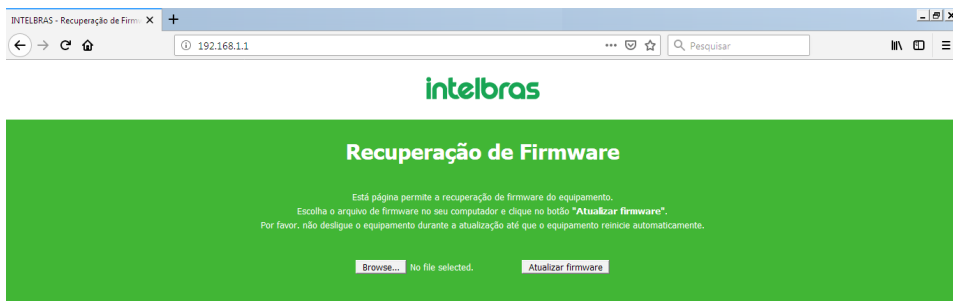 INTELBRAS - Recuperação de Firm
192.168.1.1
Pesquisar
intelbras
Recuperação de Firmware
Está página permite a recuperação de firmware do equipamento.
Escolha o arquivo de firmware no seu computador e clique no botão "Atualizar firmware".
Por favor. não desligue o equipamento durante a atualização até que o equipamento reinicie automaticamente.
Browse... No file selected. Atualizar firmware